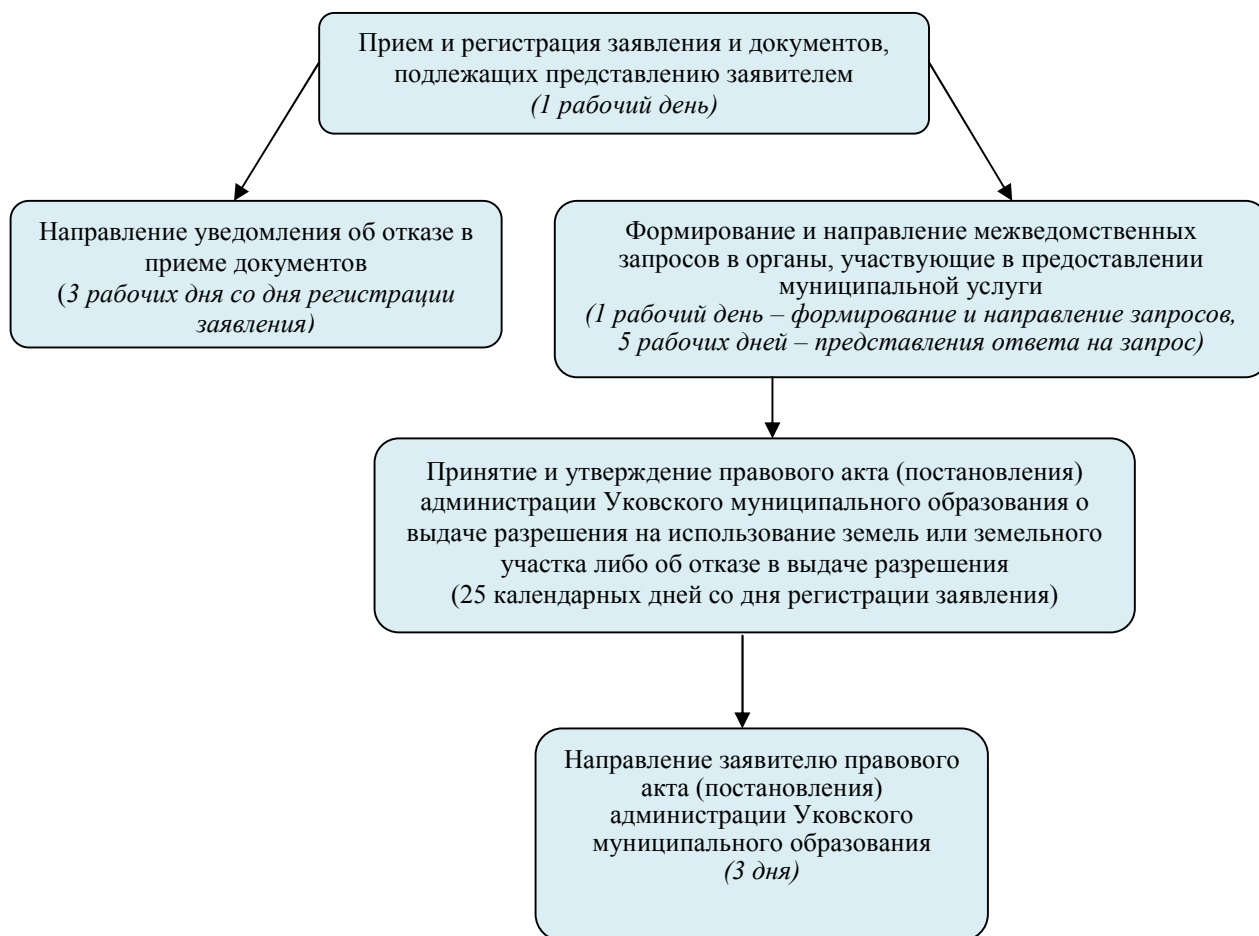 Прием и регистрация заявления и документов,
подлежащих представлению заявителем
(1 рабочий день)
Направление уведомления об отказе в
приеме документов
(3 рабочих дня со дня регистрации
заявления)
Формирование и направление межведомственных
запросов в органы, участвующие в предоставлении
муниципальной услуги
(1 рабочий день – формирование и направление запросов,
5 рабочих дней – представления ответа на запрос)
Принятие и утверждение правового акта (постановления)
администрации Уковского муниципального образования о
выдаче разрешения на использование земель или земельного
участка либо об отказе в выдаче разрешения
(25 календарных дней со дня регистрации заявления)
Направление заявителю правового
акта (постановления)
администрации Уковского
муниципального образования
(3 дня)